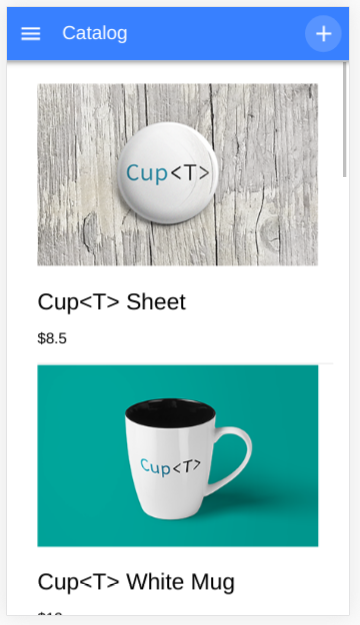 Catalog
Cup<T>
Cup<T> Sheet
$8.5
Cup<T>
Cup<T> White Mug